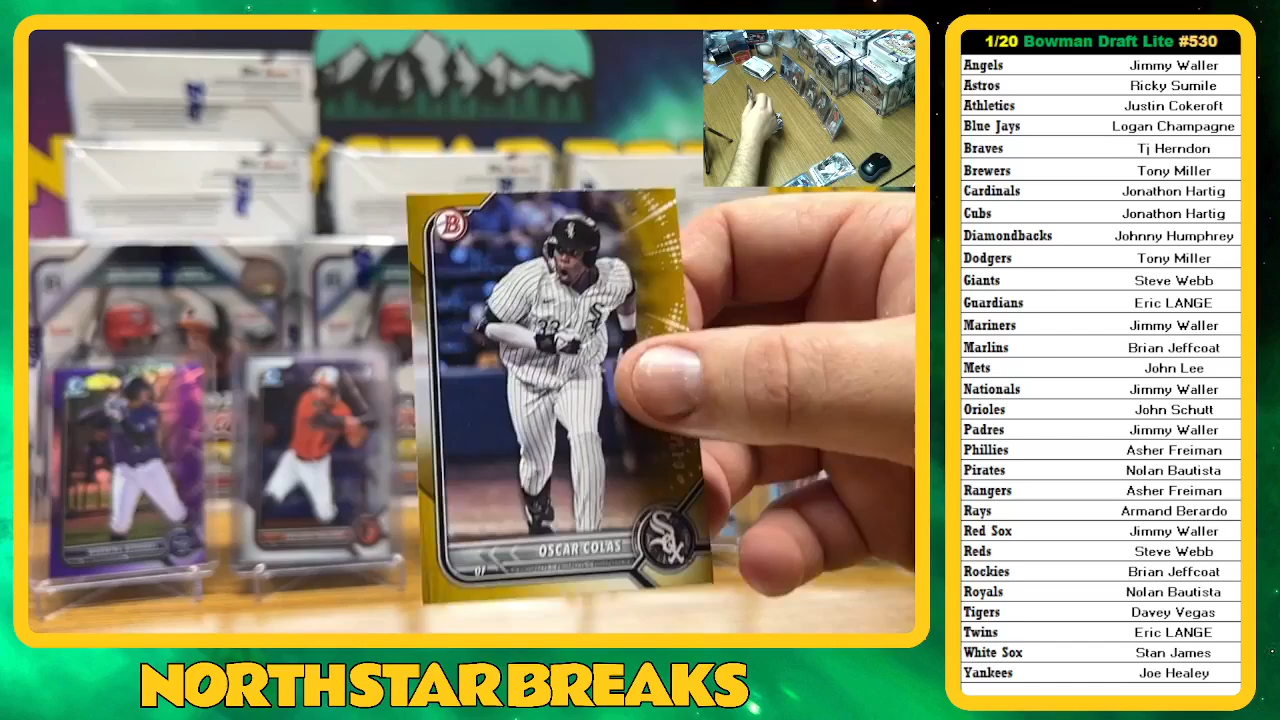 B
OSCAR COLAS
OF
Sox
NORTHSTAR BREAKS
1/20 Bowman Draft Lite #530
Angels Jimmy Waller
Astros Ricky Sumile
Athletics Justin Cokeroft
Blue Jays Logan Champagne
Braves Tj Herndon
Brewers Tony Miller
Cardinals Jonathon Hartig
Cubs Jonathon Hartig
Diamondbacks Johnny Humphrey
Dodgers Tony Miller
Giants Steve Webb
Guardians Eric LANGE
Mariners Jimmy Waller
Marlins Brian Jeffcoat
Mets John Lee
Nationals Jimmy Waller
Orioles John Schutt
Padres Jimmy Waller
Phillies Asher Freiman
Pirates Nolan Bautista
Rangers Asher Freiman
Rays Armand Berardo
Red Sox Jimmy Waller
Reds Steve Webb
Rockies Brian Jeffcoat
Royals Nolan Bautista
Tigers Davey Vegas
Twins Eric LANGE
White Sox Stan James
Yankees Joe Healey